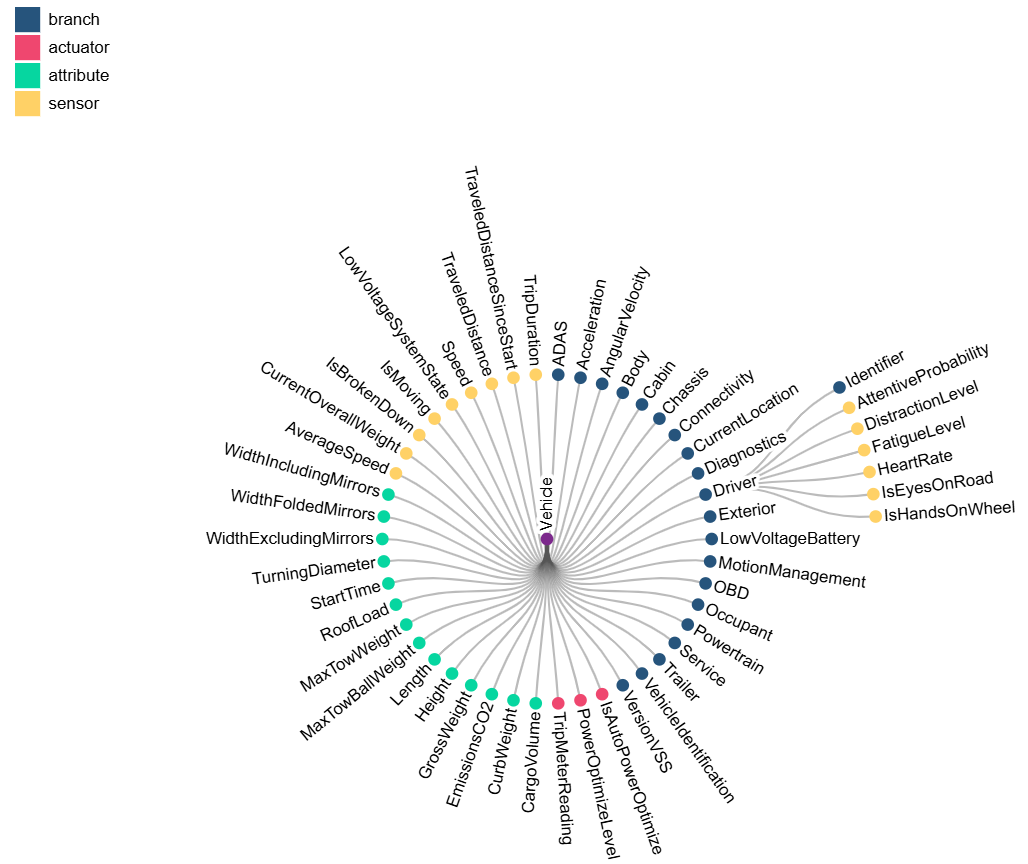 branch
actuator
attribute
sensor
Vehicle
ADAS
Acceleration
AngularVelocity
Body
Cabin
Chassis
Connectivity
CurrentLocation
Diagnostics
Driver
Identifier
AttentiveProbability
DistractionLevel
FatigueLevel
HeartRate
IsEyesOnRoad
IsHandsOnWheel
Exterior
LowVoltageBattery
MotionManagement
OBD
Occupant
Powertrain
Service
Trailer
VehicleIdentification
VersionVSS
IsAutoPowerOptimize
PowerOptimizeLevel
TripMeterReading
CargoVolume
CurbWeight
EmissionsCO2
GrossWeight
Height
Length
MaxTowBallWeight
MaxTowWeight
RoofLoad
StartTime
TurningDiameter
WidthExcludingMirrors
WidthFoldedMirrors
WidthIncludingMirrors
AverageSpeed
CurrentOverallWeight
IsBrokenDown
IsMoving
LowVoltageSystemState
Speed
TraveledDistance
TraveledDistanceSinceStart
TripDuration